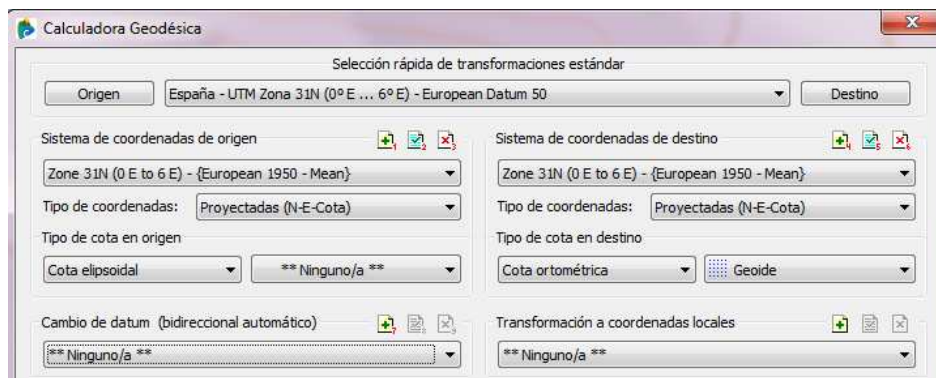 Calculadora Geodésica
Selección rápida de transformaciones estándar
Origen España - UTM Zona 31N (0º E ... 6º E) - European Datum 50 Destino
Sistema de coordenadas de origen
Zone 31N (0 E to 6 E) - {European 1950 - Mean}
Tipo de coordenadas: Proyectadas (N-E-Cota)
Tipo de cota en origen
Cota elipsoidal ** Ninguno/a **
Cambio de datum (bidireccional automático)
** Ninguno/a **
Sistema de coordenadas de destino
Zone 31N (0 E to 6 E) - {European 1950 - Mean}
Tipo de coordenadas: Proyectadas (N-E-Cota)
Tipo de cota en destino
Cota ortométrica Geoide
Transformación a coordenadas locales
** Ninguno/a **